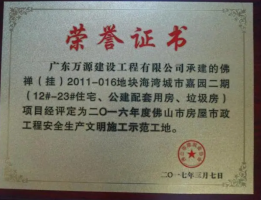 荣誉证书
广东万源建设工程有限公司承建的佛
禅（挂）2011-016地块海湾城市嘉园二期
（12#-23#住宅、公建配套用房、垃圾房）
项目经评定为二〇一六年度佛山市房屋市政
工程安全生产文明施工示范工地。
二〇一七年三月七日